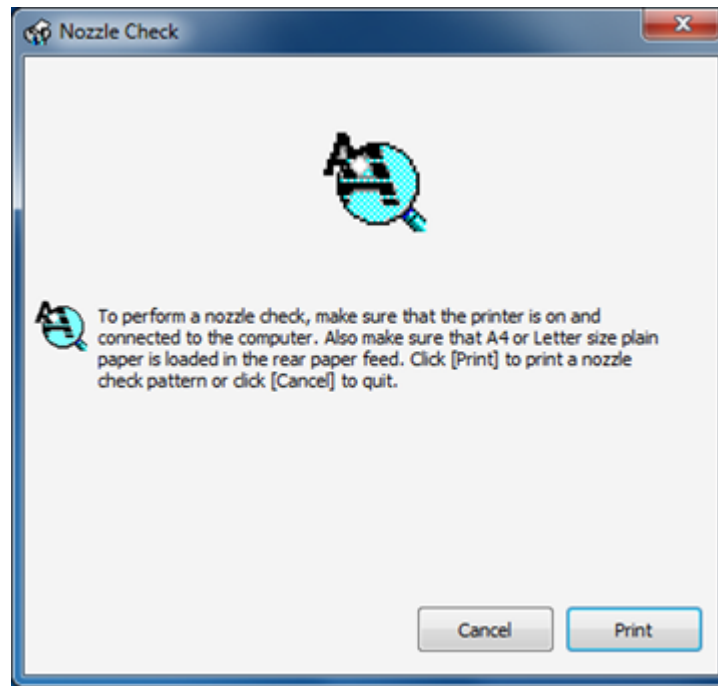 Nozzle Check
To perform a nozzle check, make sure that the printer is on and
connected to the computer. Also make sure that A4 or Letter size plain
paper is loaded in the rear paper feed. Click [Print] to print a nozzle
check pattern or click [Cancel] to quit.
Cancel Print